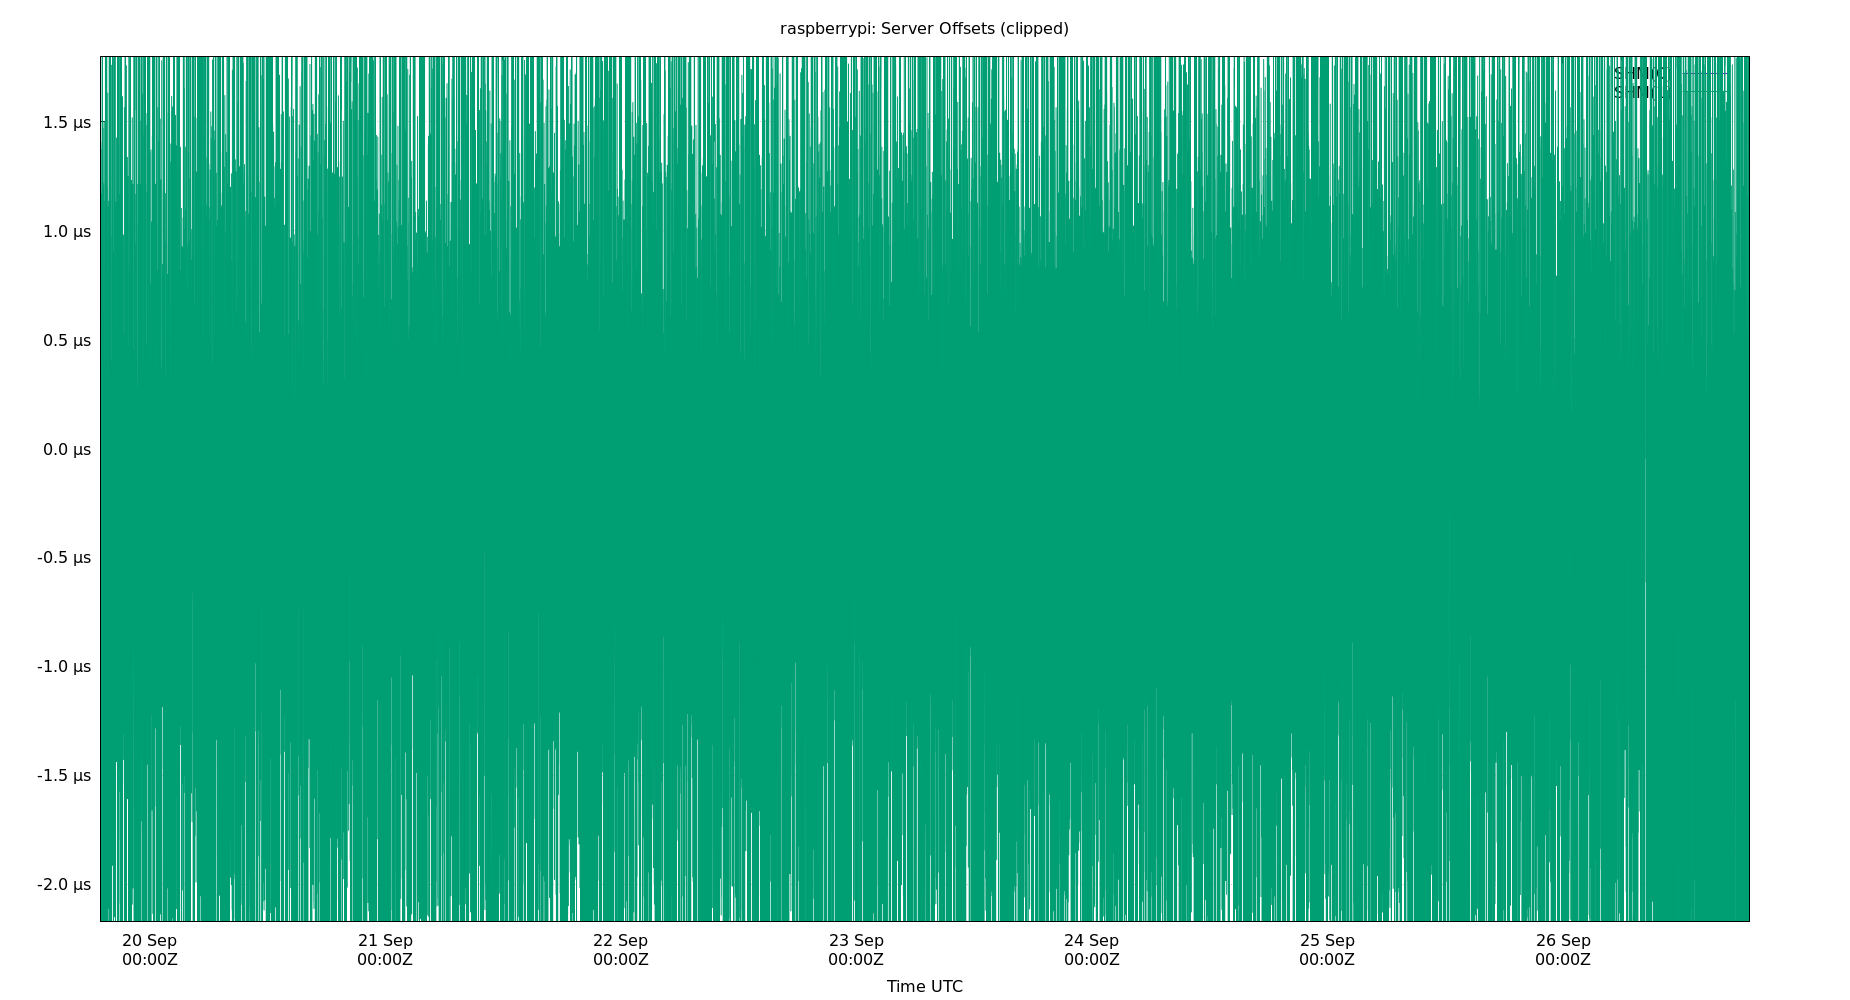 raspberrypi: Server Offsets (clipped)
1.5 µs
1.0 µs
0.5 µs
0.0 µs
-0.5 µs
-1.0 µs
-1.5 µs
-2.0 µs
20 Sep 21 Sep 22 Sep 23 Sep 24 Sep 25 Sep 26 Sep
00:00Z 00:00Z 00:00Z 00:00Z 00:00Z 00:00Z 00:00Z
Time UTC